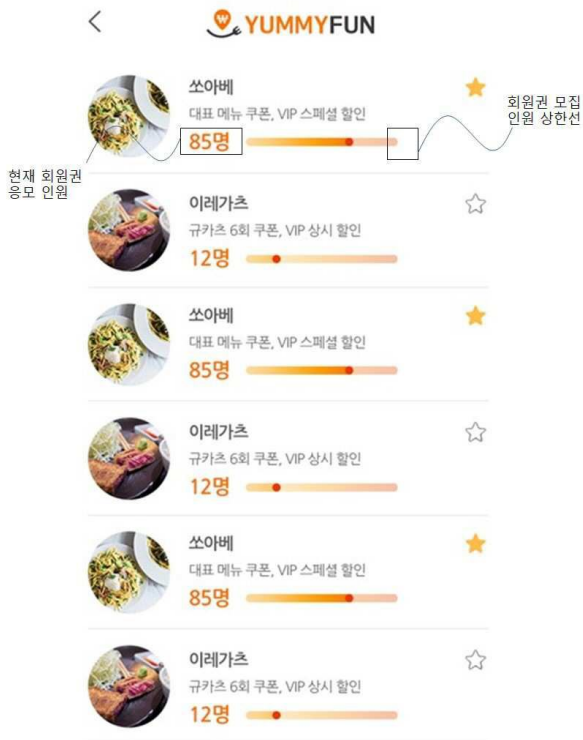 YUMMYFUN
쏘아베
대표 메뉴 쿠폰, VIP 스페셜 할인
85명
회원권 모집
인원 상한선
현재 회원권
응모 인원
이레가츠
규카츠 6회 쿠폰, VIP 상시 할인
12명
쏘아베
대표 메뉴 쿠폰, VIP 스페셜 할인
85명
이레가츠
규카츠 6회 쿠폰, VIP 상시 할인
12명
쏘아베
대표 메뉴 쿠폰, VIP 스페셜 할인
85명
이레가츠
규카츠 6회 쿠폰, VIP 상시 할인
12명